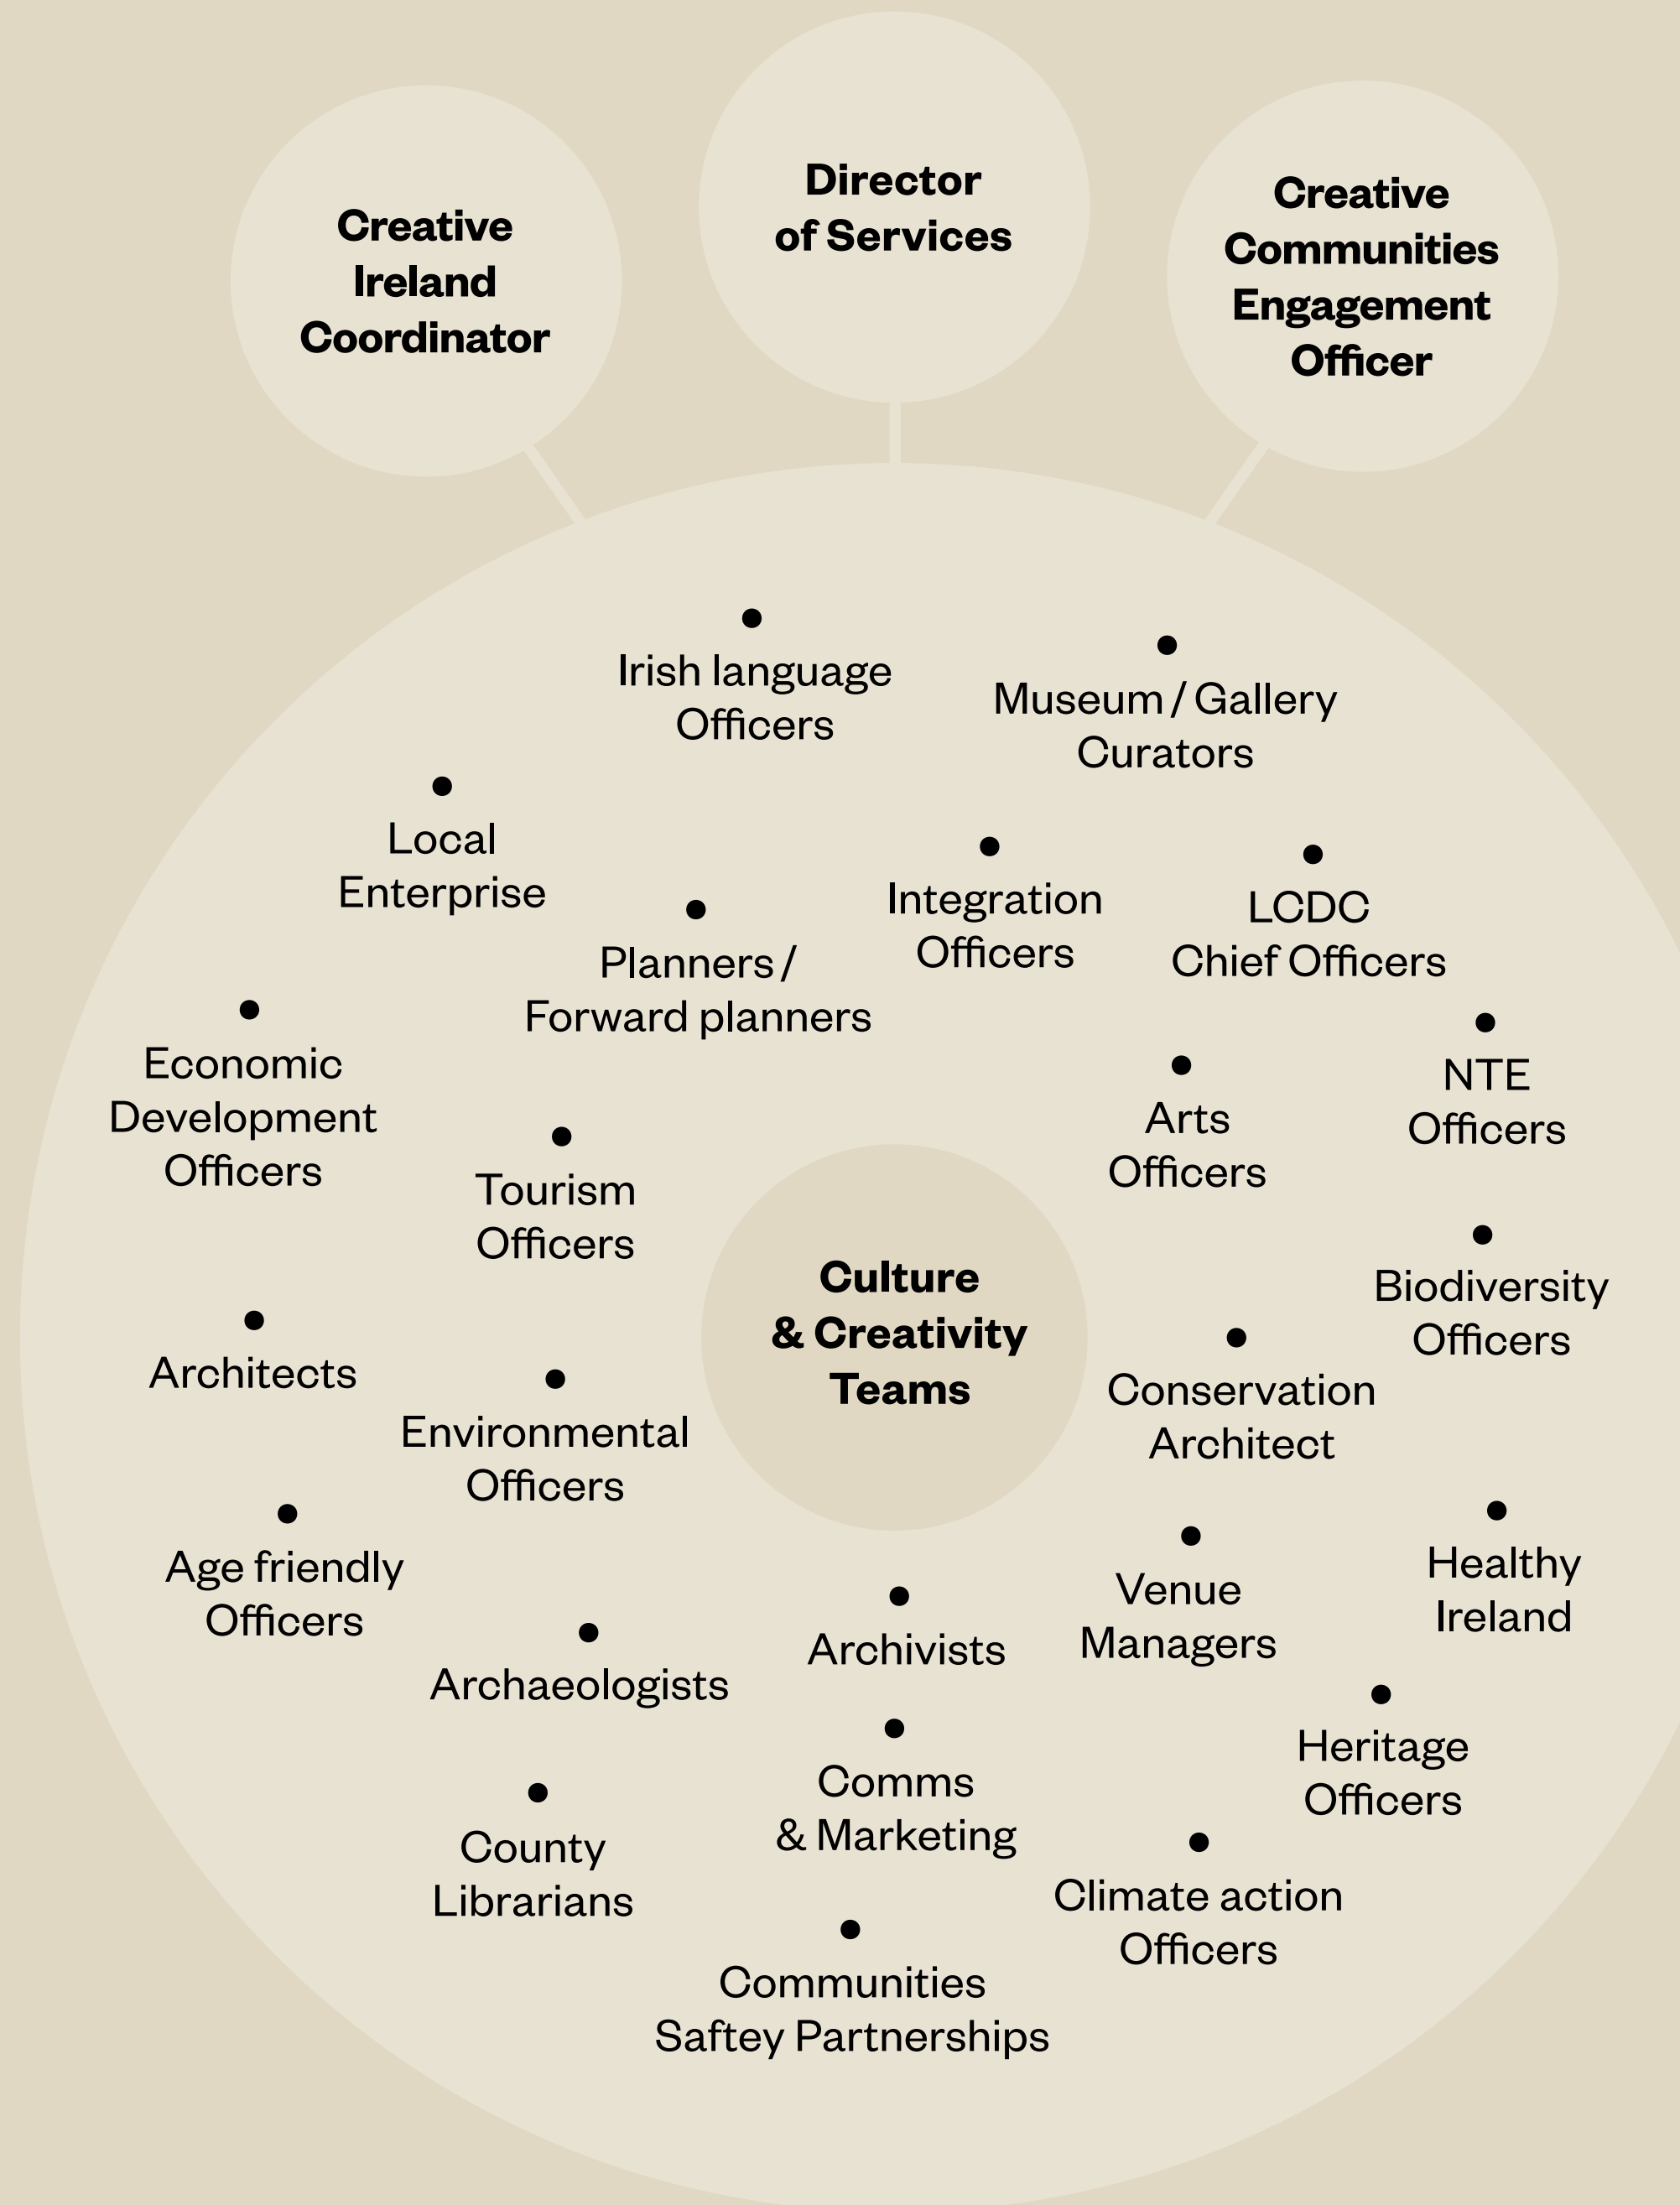 Creative
Ireland
Coordinator
Director
of Services
Creative
Communities
Engagement
Officer
Irish language
Officers
Museum / Gallery
Curators
Local
Enterprise
Integration
Officers
LCDC
Chief Officers
Planners /
Forward planners
Economic
Development
Officers
NTE
Officers
Arts
Officers
Tourism
Officers
Culture
& Creativity
Teams
Biodiversity
Officers
Architects
Conservation
Architect
Environmental
Officers
Age friendly
Officers
Healthy
Ireland
Venue
Managers
Archivists
Archaeologists
Heritage
Officers
Comms
& Marketing
County
Librarians
Climate action
Officers
Communities
Saftey Partnerships